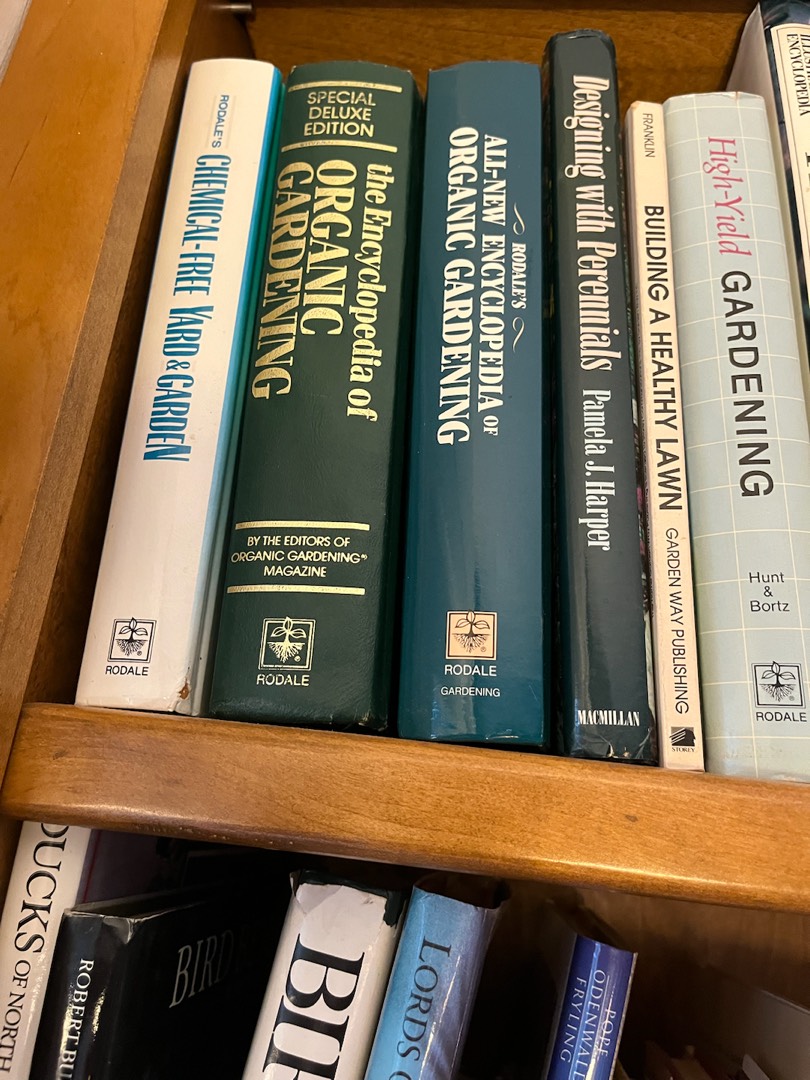 RODALE'S
CHEMICAL-FREE YARD & GARDEN
RODALE
SPECIAL
DELUXE
EDITION
the Encyclopedia of
ORGANIC
GARDENING
BY THE EDITORS OF
ORGANIC GARDENING®
MAGAZINE
RODALE
RODALE'S
ALL-NEW ENCYCLOPEDIA OF
ORGANIC GARDENING
RODALE
GARDENING
Designing with Perennials Pamela J. Harper
MACMILLAN
FRANKLIN
BUILDING A HEALTHY LAWN
GARDEN WAY PUBLISHING
STOREY
High-Yield GARDENING
Hunt
&
Bortz
RODALE
ILLUSTRATED
ENCYCLOPEDIA
DUCKS OF NORTH
ROBERT
LORDS
POPE
ODENWALD
FRYLING